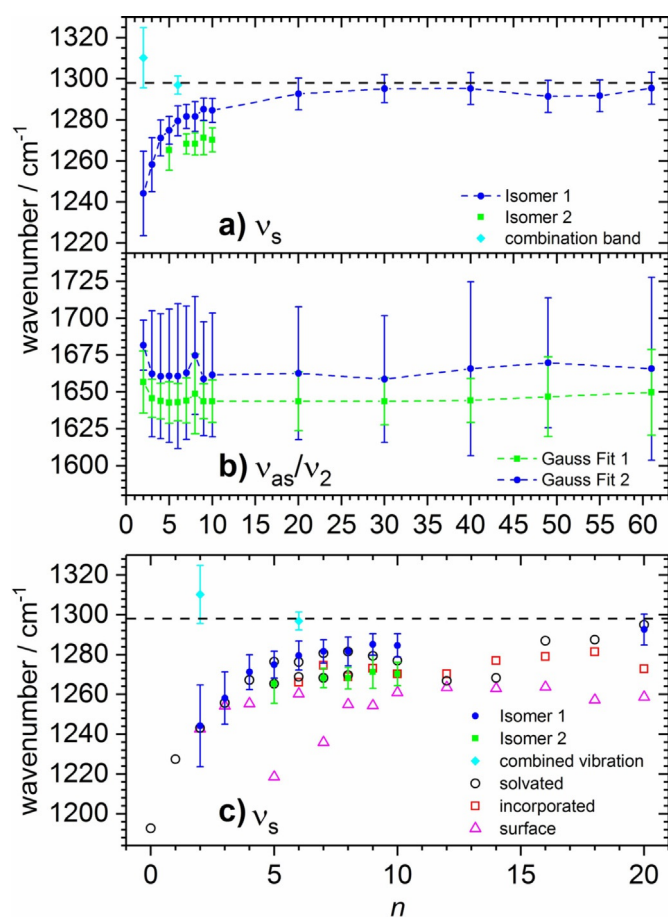 1320
1300
1280
1260
1240
1220
Isomer 1
Isomer 2
combination band
a) νs
wavenumber / cm-1
1725
1700
1675
1650
1625
1600
Gauss Fit 1
Gauss Fit 2
b) νas/ν2
0 5 10 15 20 25 30 35 40 45 50 55 60
1320
1300
1280
1260
1240
1220
1200
wavenumber / cm-1
Isomer 1
Isomer 2
combined vibration
solvated
incorporated
surface
c) νs
0 5 10 15 20
n